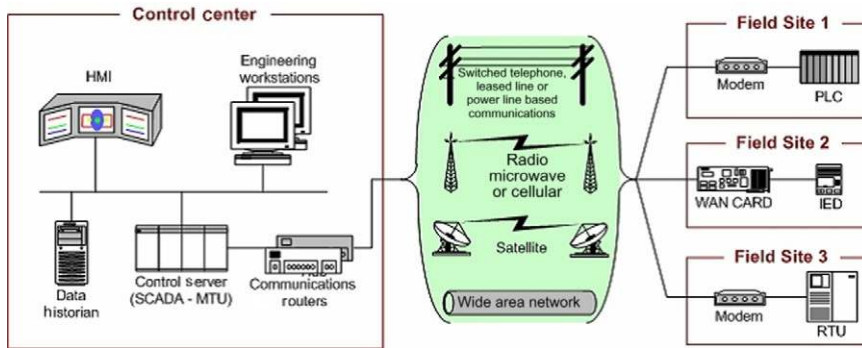 Control center
HMI
Engineering
workstations
Data
historian
Control server
(SCADA - MTU)
Communications
routers
Switched telephone,
leased line or
power line based
communications
Radio
microwave
or cellular
Satellite
Wide area network
Field Site 1
Modem
PLC
Field Site 2
WAN CARD
IED
Field Site 3
Modem
RTU